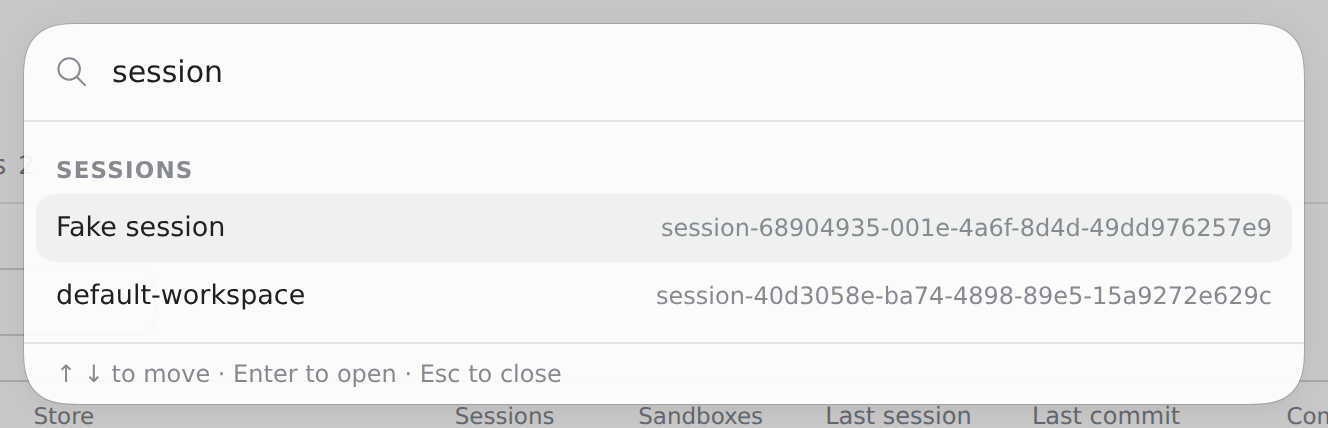 session
s 2
SESSIONS
Fake session session-68904935-001e-4a6f-8d4d-49dd976257e9
default-workspace session-40d3058e-ba74-4898-89e5-15a9272e629c
↑ ↓ to move · Enter to open · Esc to close
Store Sessions Sandboxes Last session Last commit